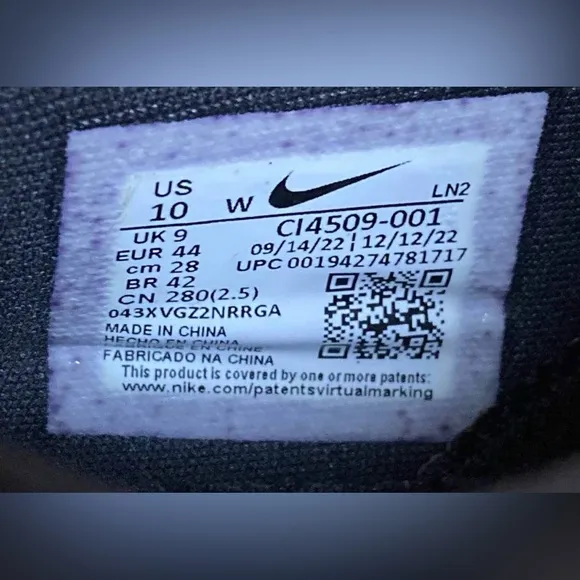 US
10 W
LN2
UK 9
CI4509-001
EUR 44
09/14/22 | 12/12/22
cm 28
UPC 00194274781717
BR 42
CN 280(2.5)
o43XVGZ2NRRGA
MADE IN CHINA
HECHO EN CHINA
FABRICADO NA CHINA
This product is covered by one or more patents:
www.nike.com/patentsvirtualmarking